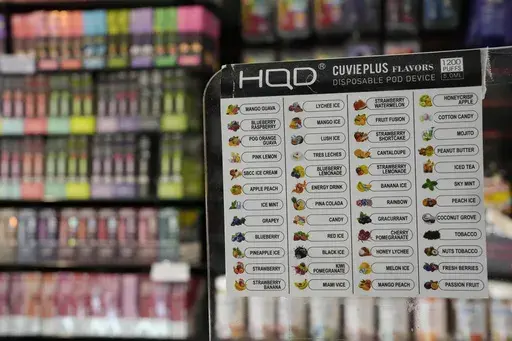 HQD® CUVIEPLUS FLAVORS 1200 PUFFS
DISPOSABLE POD DEVICE 5.0ML
MANGO GUAVA
BLUEBERRY RASPBERRY
POG ORANGE GUAVA
PINK LEMON
SBCC ICE CREAM
APPLE PEACH
ICE MINT
GRAPEY
BLUEBERRY
PINEAPPLE ICE
STRAWBERRY
STRAWBERRY BANANA
LYCHEE ICE
MANGO ICE
LUSH ICE
TRES LECHES
BLUEBERRY LEMONADE
ENERGY DRINK
PINA COLADA
CANDY
RED ICE
BLACK ICE
KIWI POMEGRANATE
MIAMI VICE
STRAWBERRY WATERMELON
FRUIT FUSION
STRAWBERRY SHORTCAKE
CANTALOUPE
STRAWBERRY LEMONADE
BANANA ICE
RAINBOW
GRACURRANT
CHERRY POMEGRANATE
HONEY LYCHEE
MELON ICE
MANGO PEACH
HONEYCRISP APPLE
COTTON CANDY
MOJITO
PEANUT BUTTER
ICED TEA
SKY MINT
PEACH ICE
COCONUT GROVE
TOBACCO
NUTS TOBACCO
FRESH BERRIES
PASSION FRUIT